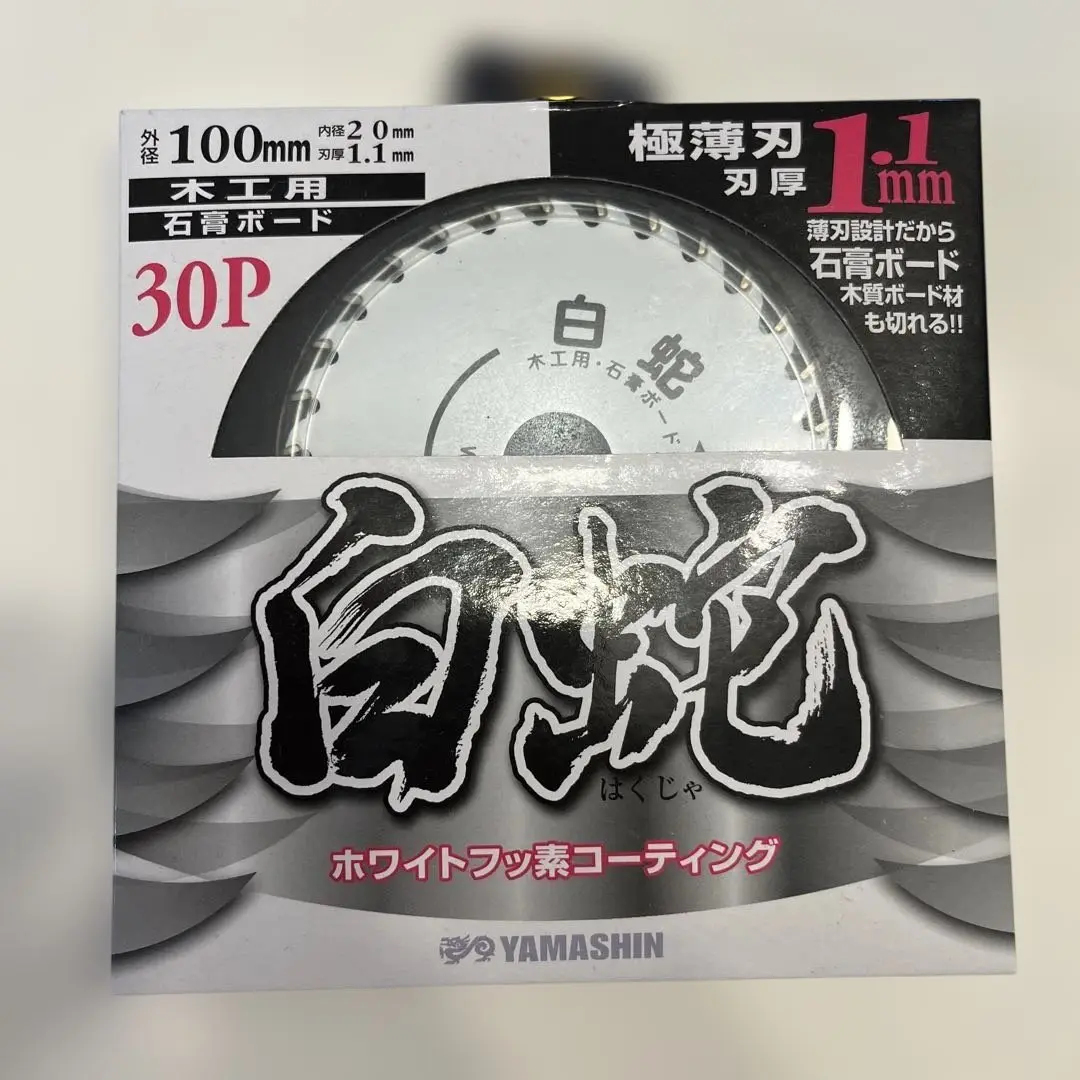 外径 100mm 内径20mm
刃厚1.1mm
木工用
石膏ボード
30P
極薄刃
刃厚 1.1mm
薄刃設計だから
石膏ボード
木質ボード材
も切れる!!
白蛇
木工用・石膏ボード
白蛇
はくじゃ
ホワイトフッ素コーティング
YAMASHIN